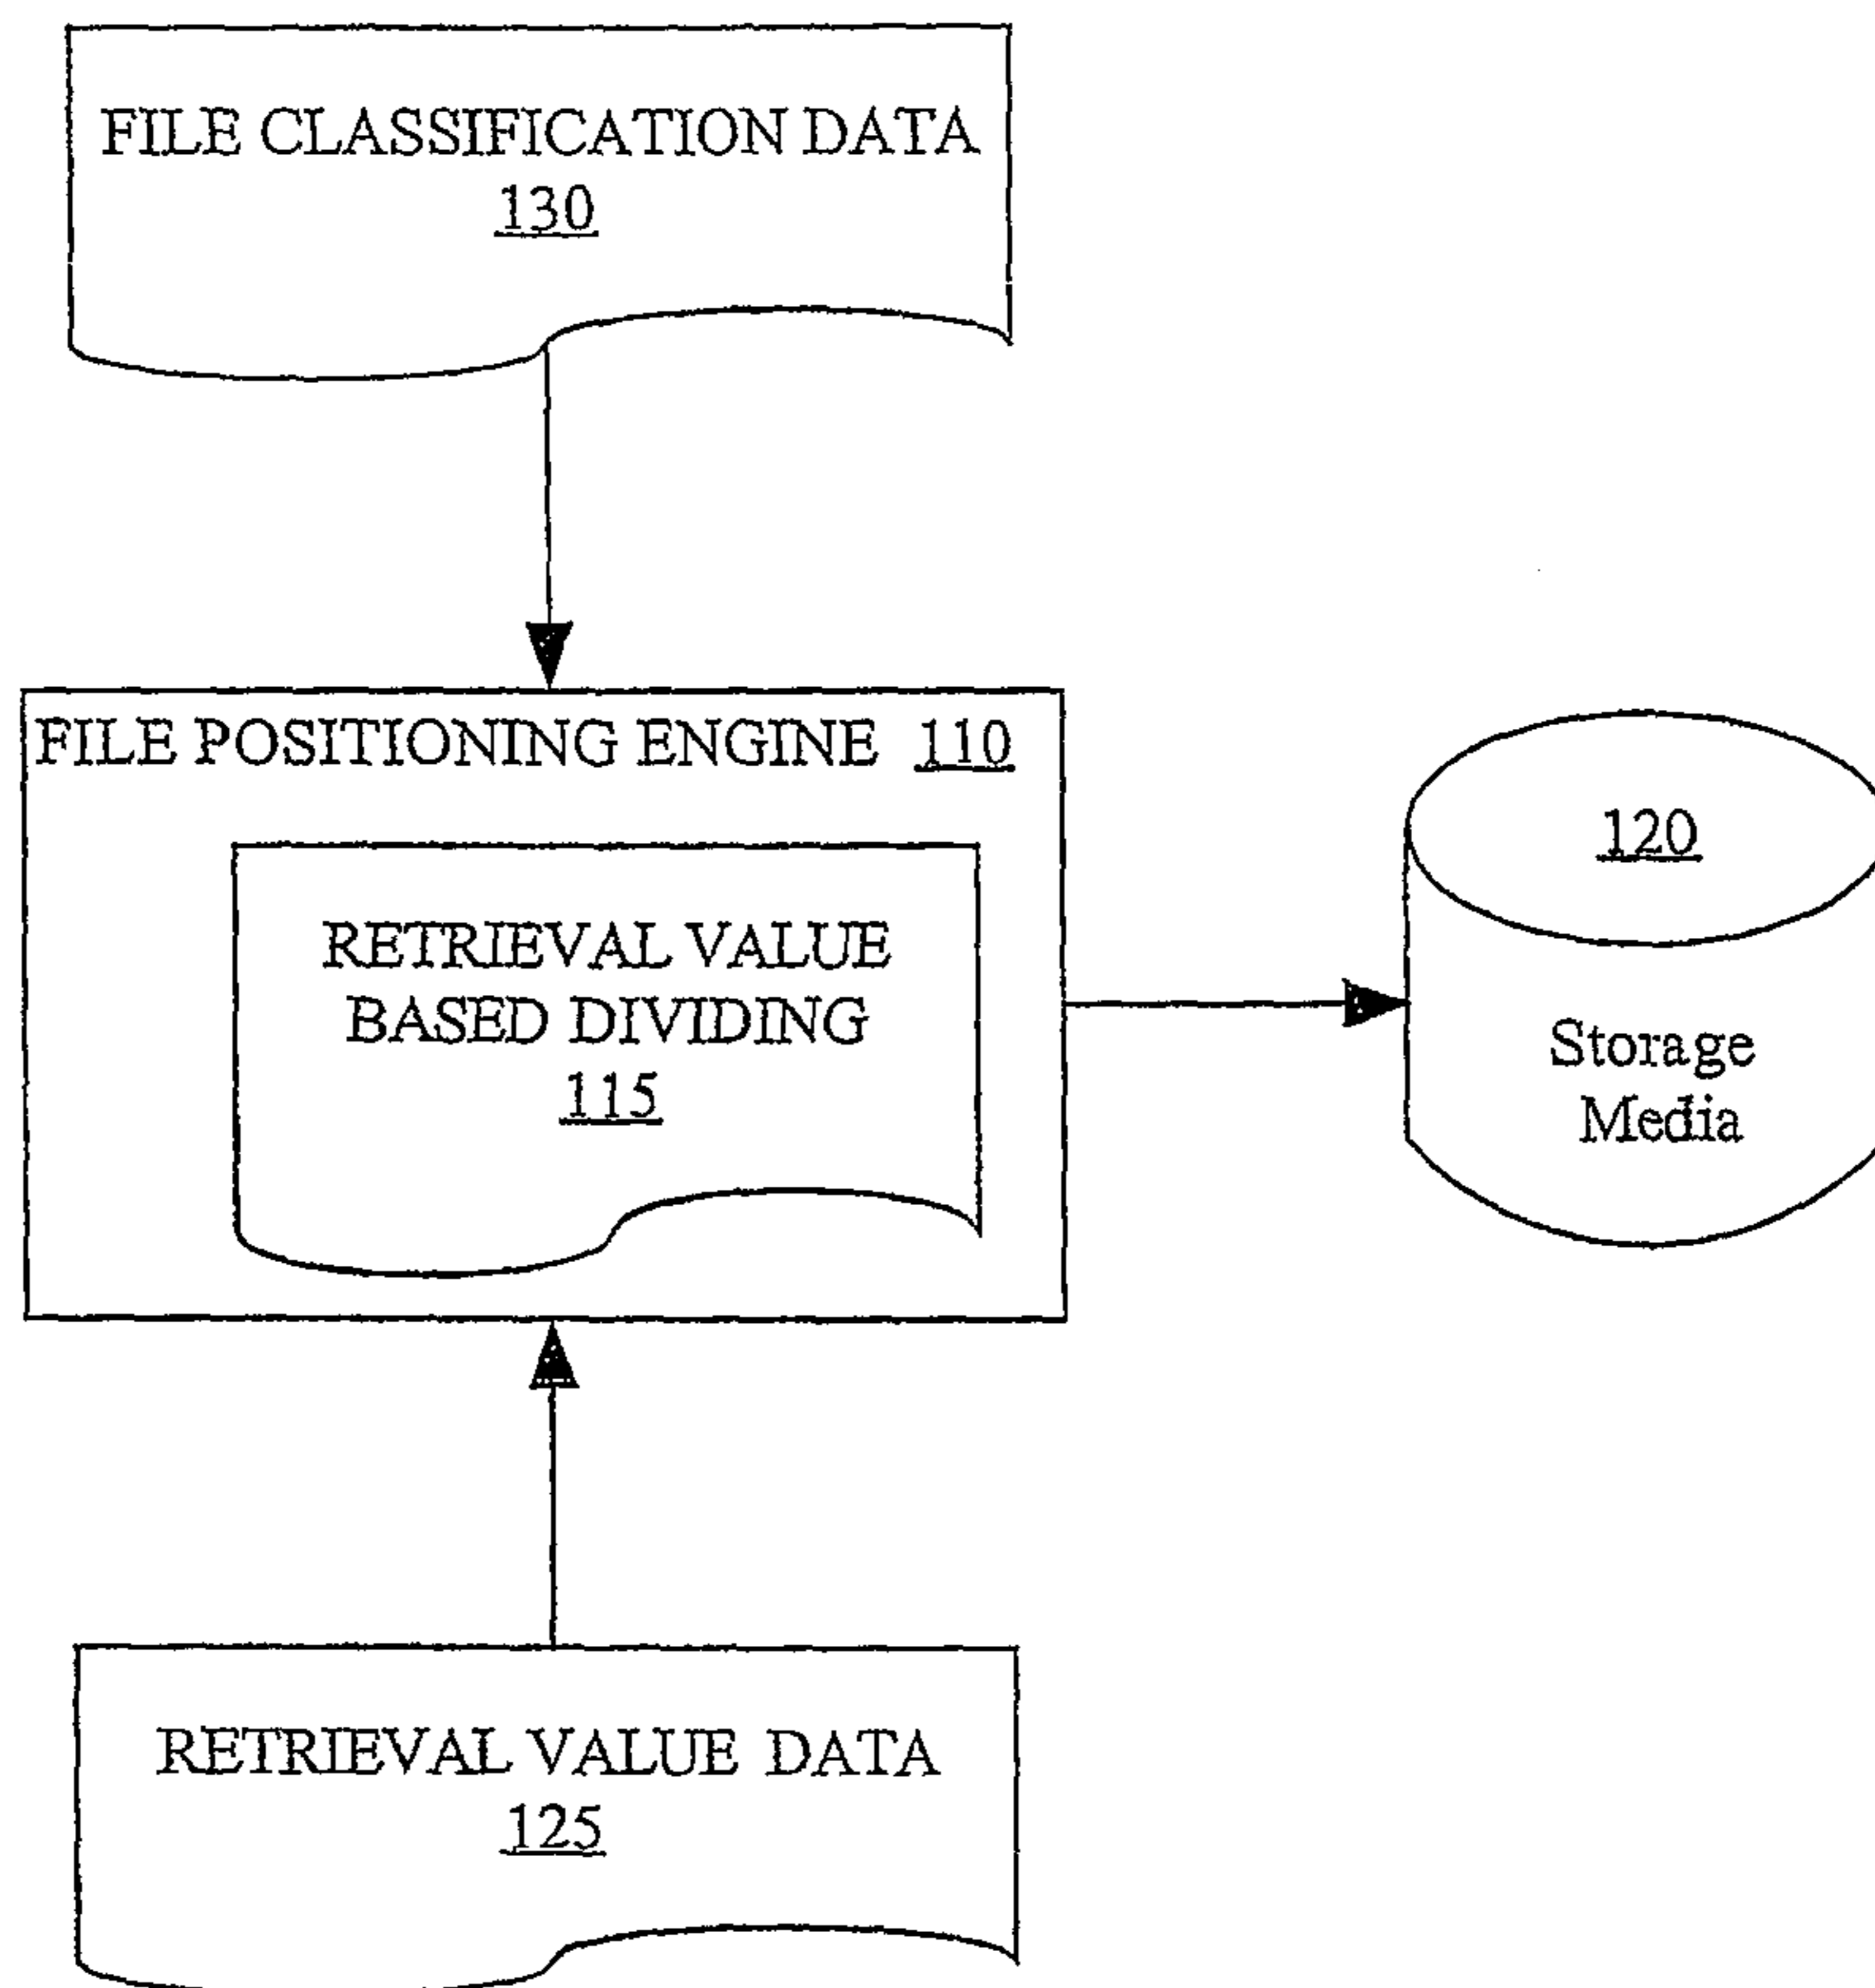 FILE CLASSIFICATION DATA
130
FILE POSITIONING ENGINE 110
RETRIEVAL VALUE
BASED DIVIDING
115
120
Storage
Media
RETRIEVAL VALUE DATA
125